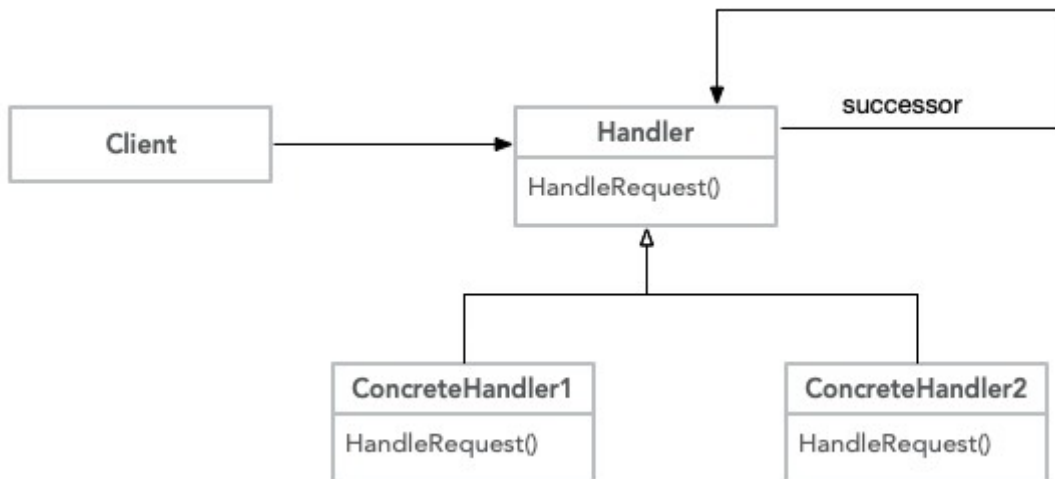 successor
Client
Handler
HandleRequest()
ConcreteHandler1
HandleRequest()
ConcreteHandler2
HandleRequest()